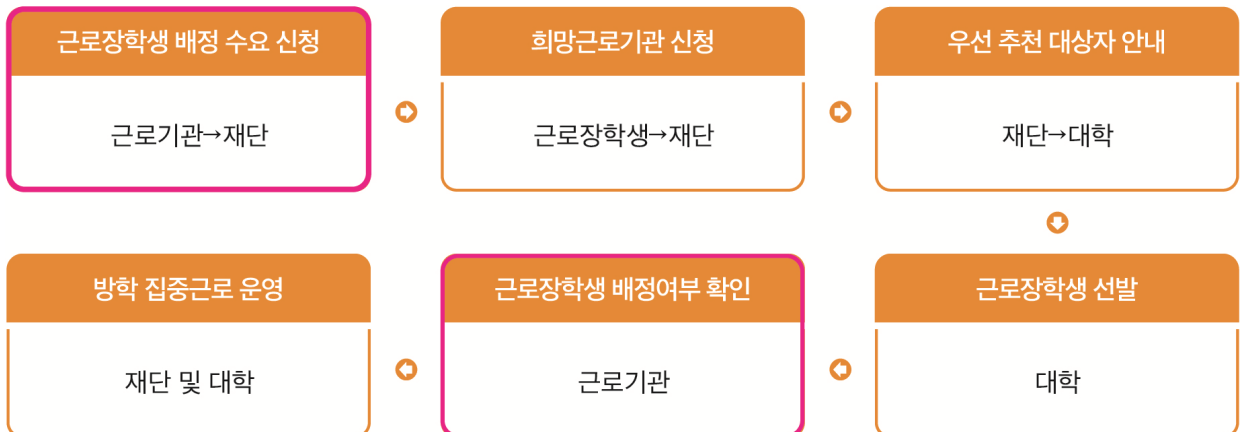 근로장학생 배정 수요 신청
근로기관→재단
희망근로기관 신청
근로장학생→재단
우선 추천 대상자 안내
재단→대학
방학 집중근로 운영
재단 및 대학
근로장학생 배정여부 확인
근로기관
근로장학생 선발
대학